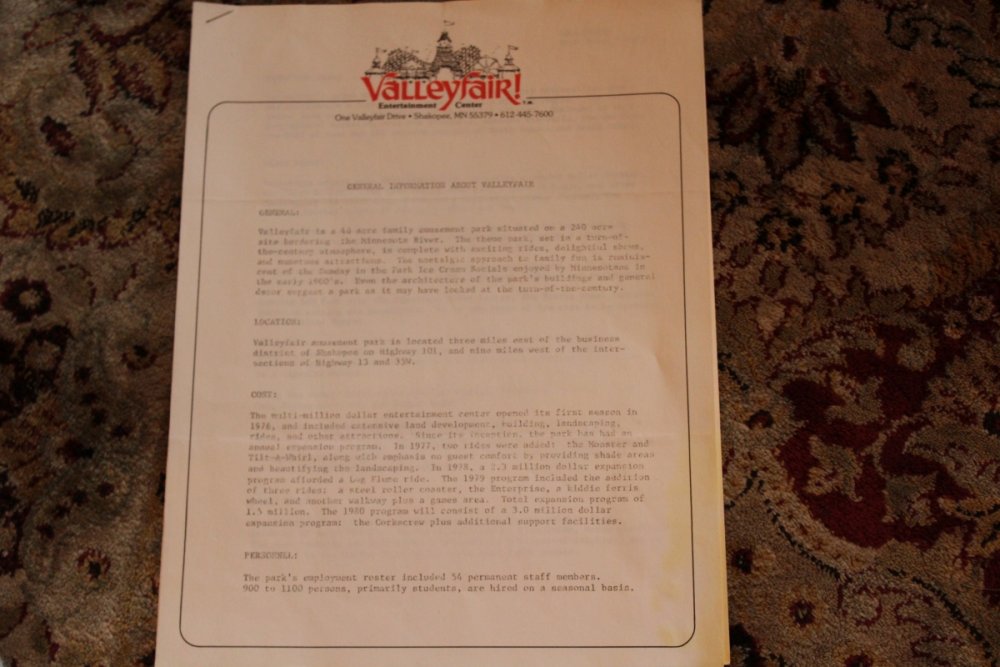 Valleyfair!
Entertainment Center T.M.
One Valleyfair Drive • Shakopee, MN 55379 • 612-445-7600
GENERAL INFORMATION ABOUT VALLEYFAIR
GENERAL:
Valleyfair is a 60 acre family amusement park situated on a 240 acre
site bordering the Minnesota River. The theme park, set in a turn-of-
the-century atmosphere, is complete with exciting rides, delightful shows,
and numerous attractions. The nostalgic approach to family fun is reminis-
cent of the Sunday in the Park Ice Cream Socials enjoyed by Minnesotans in
the early 1900's. Even the architecture of the park's buildings and general
decor suggest a park as it may have looked at the turn-of-the-century.
LOCATION:
Valleyfair amusement park is located three miles east of the business
district of Shakopee on Highway 101, and nine miles west of the inter-
sections of Highway 13 and 35W.
COST:
The multi-million dollar entertainment center opened its first season in
1976, and included extensive land development, building, landscaping,
rides, and other attractions. Since its inception, the park has had an
annual expansion program. In 1977, two rides were added: the Monster and
Tilt-A-Whirl, along with emphasis on guest comfort by providing shade areas
and beautifying the landscaping. In 1978, a 2.3 million dollar expansion
program afforded a Log Flume ride. The 1979 program included the addition
of three rides: a steel roller coaster, the Enterprise, a kiddie ferris
wheel, and another walkway plus a games area. Total expansion program of
1.5 million. The 1980 program will consist of a 3.0 million dollar
expansion program: the Corkscrew plus additional support facilities.
PERSONNEL:
The park's employment roster included 54 permanent staff members.
900 to 1100 persons, primarily students, are hired on a seasonal basis.